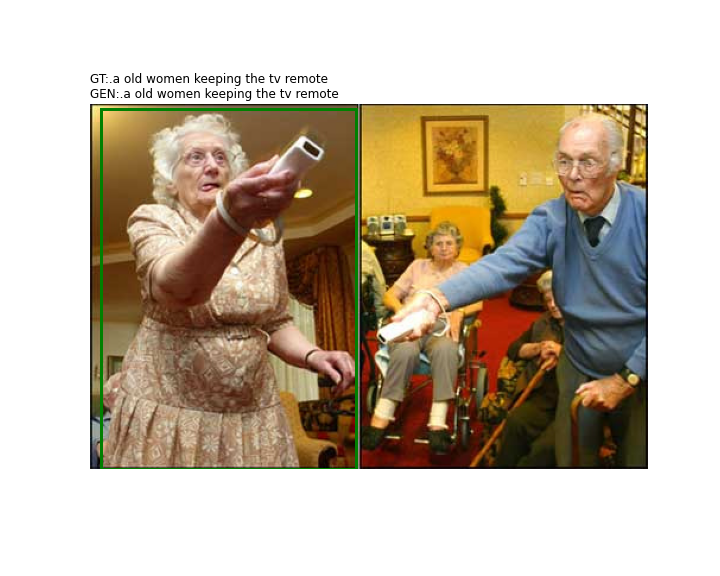 GT:.a old women keeping the tv remote
GEN:.a old women keeping the tv remote